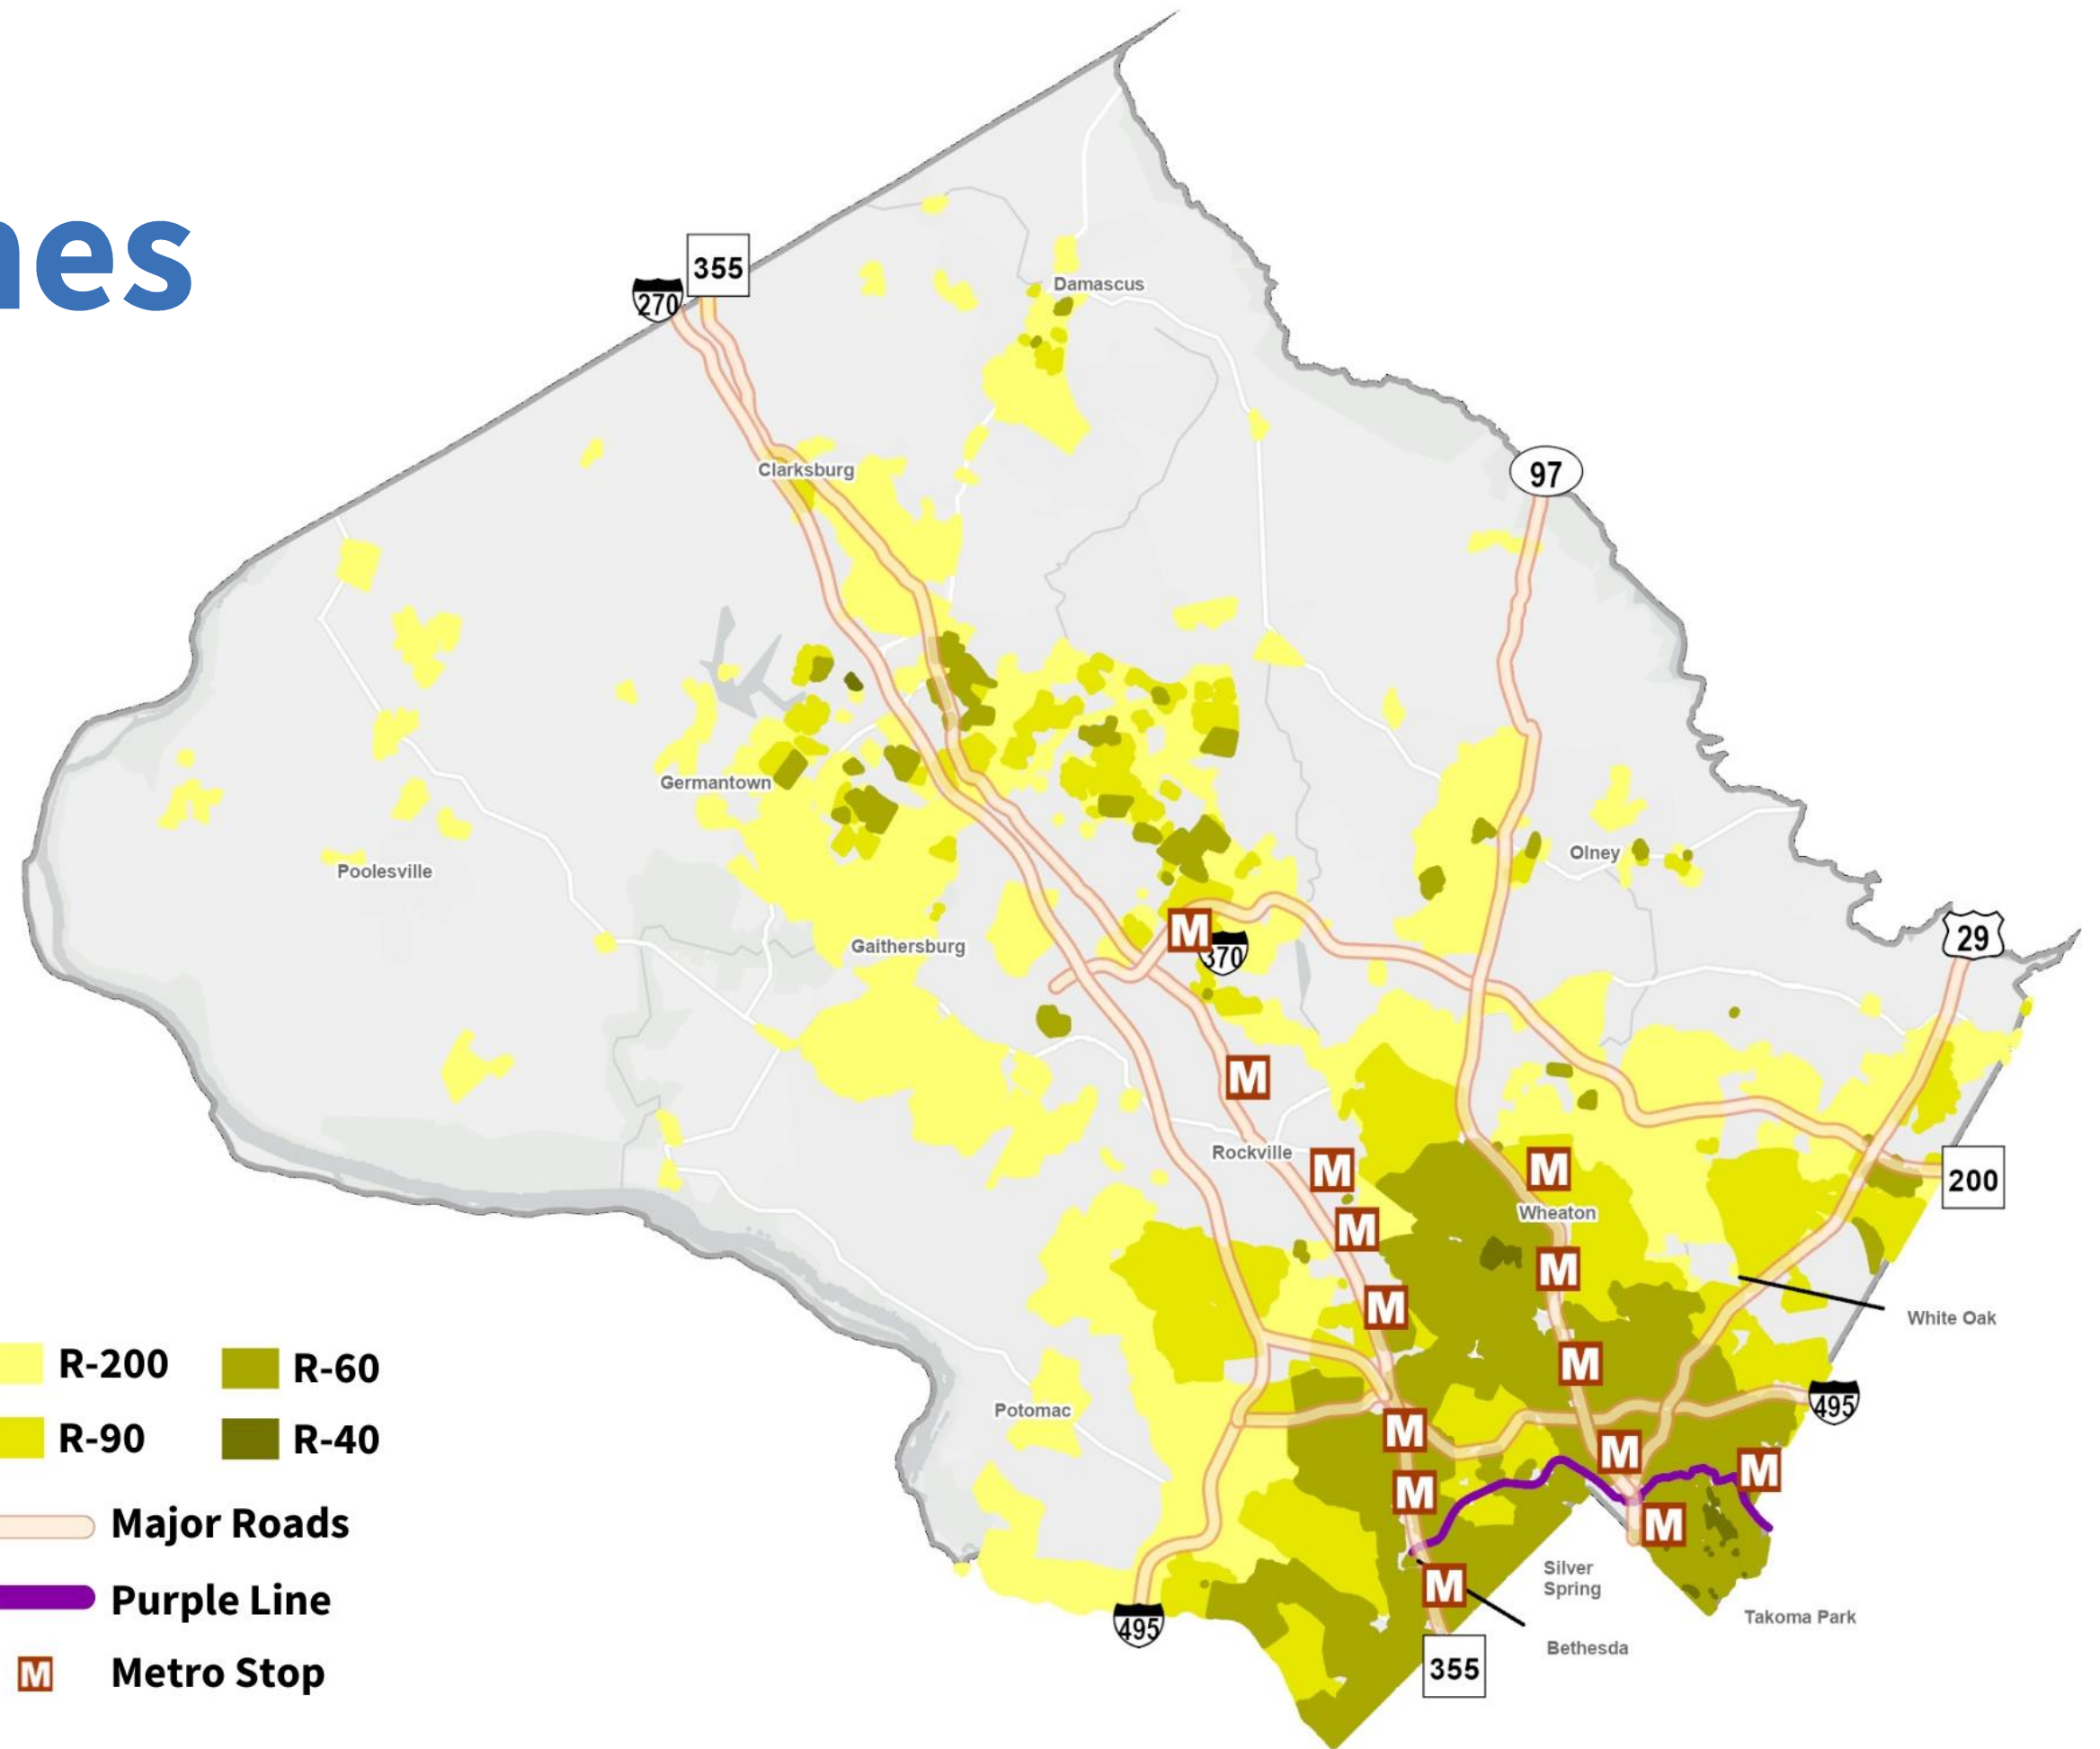 nes
355
270
Damascus
Clarksburg
97
Germantown
Olney
Poolesville
M
29
Gaithersburg
370
M
Rockville
M
M
200
Wheaton
M
M
M
White Oak
M
R-200
R-60
Potomac
495
R-90
R-40
M
M
M
M
Major Roads
M
Silver
Spring
M
Purple Line
Takoma Park
495
Bethesda
355
M
Metro Stop